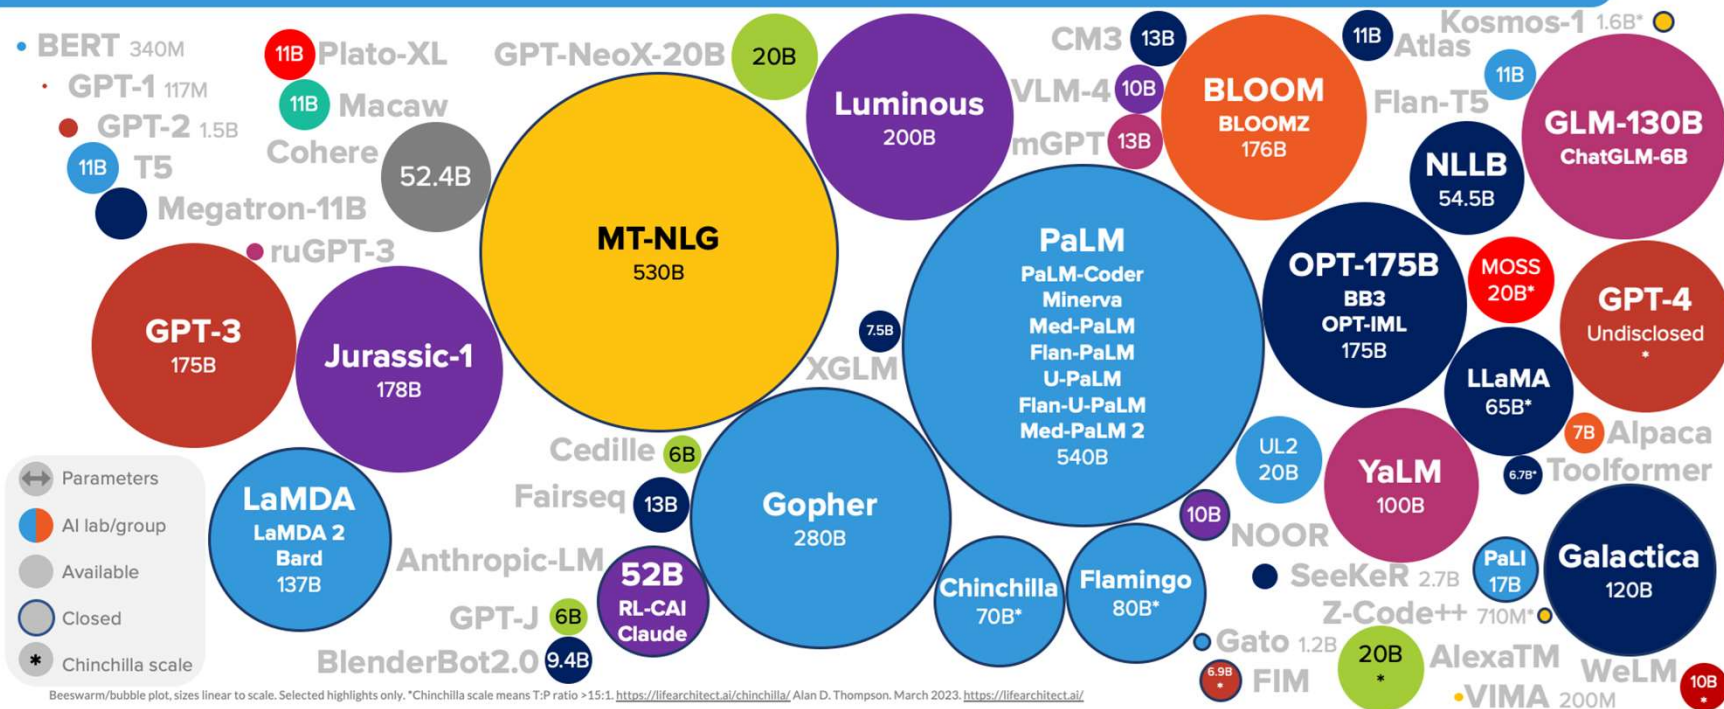 BERT 340M
GPT-1 117M
GPT-2 1.5B
11B T5
Megatron-11B
ruGPT-3
11B Plato-XL
11B Macaw
Cohere
52.4B
GPT-NeoX-20B 20B
MT-NLG
530B
Luminous
200B
CM3 13B
VLM-4 10B
mGPT 13B
BLOOM
BLOOMZ
176B
11B Atlas
Kosmos-1 1.6B*
11B
Flan-T5
GLM-130B
ChatGLM-6B
NLLB
54.5B
GPT-3
175B
Jurassic-1
178B
7.5B
XGLM
PaLM
PaLM-Coder
Minerva
Med-PaLM
Flan-PaLM
U-PaLM
Flan-U-PaLM
Med-PaLM 2
540B
OPT-175B
BB3
OPT-IML
175B
MOSS
20B*
GPT-4
Undisclosed
*
LLaMA
65B*
7B Alpaca
6.7B* Toolformer
UL2
20B
YaLM
100B
Cedille 6B
Fairseq 13B
Anthropic-LM
52B
RL-CAI
Claude
GPT-J 6B
BlenderBot2.0 9.4B
LaMDA
LaMDA 2
Bard
137B
Gopher
280B
Chinchilla
70B*
Flamingo
80B*
10B
NOOR
SeeKeR 2.7B
PaLI
17B
Galactica
120B
Z-Code++ 710M*
Gato 1.2B
6.9B
*
FIM
20B
*
AlexaTM
WeLM
10B
*
VIMA 200M
Parameters
AI lab/group
Available
Closed
* Chinchilla scale
Beeswarm/bubble plot, sizes linear to scale. Selected highlights only. *Chinchilla scale means T:P ratio >15:1. https://lifearchitect.ai/chinchilla/ Alan D. Thompson. March 2023. https://lifearchitect.ai/